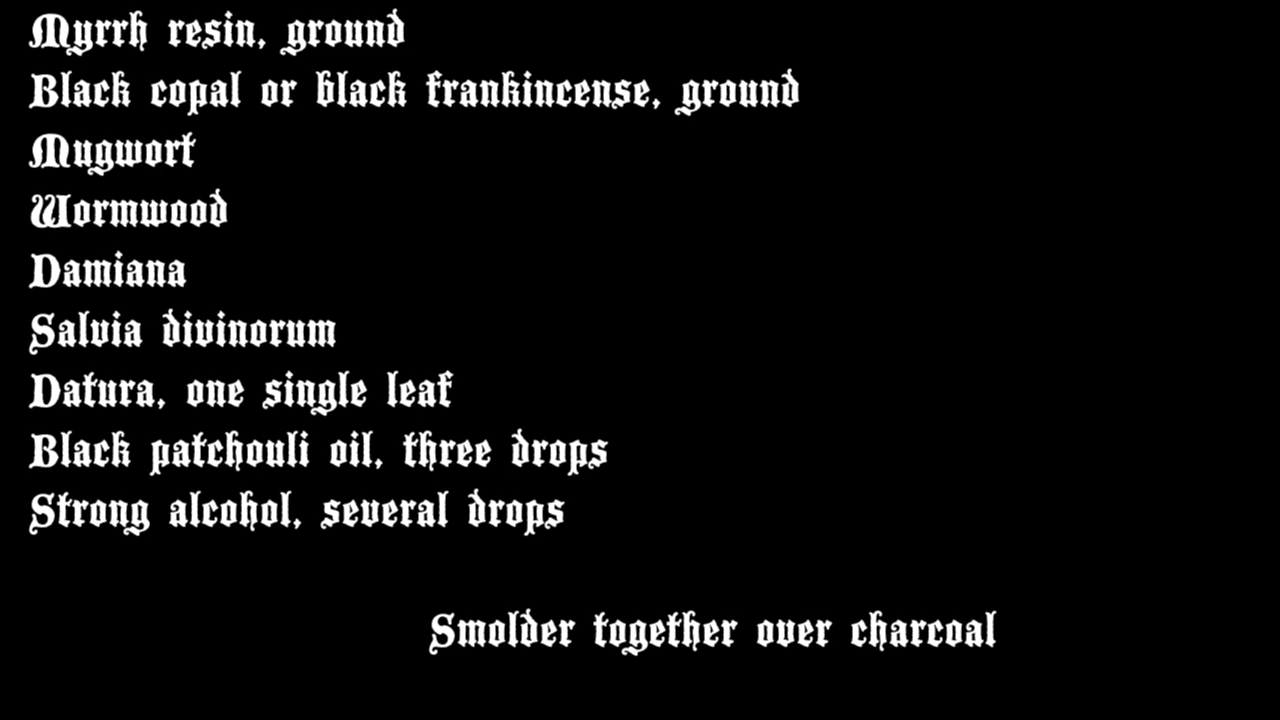 Myrrh resin, ground
Black copal or black frankincense, ground
Mugwort
Wormwood
Damiana
Salvia divinorum
Datura, one single leaf
Black patchouli oil, three drops
Strong alcohol, several drops
Smolder together over charcoal